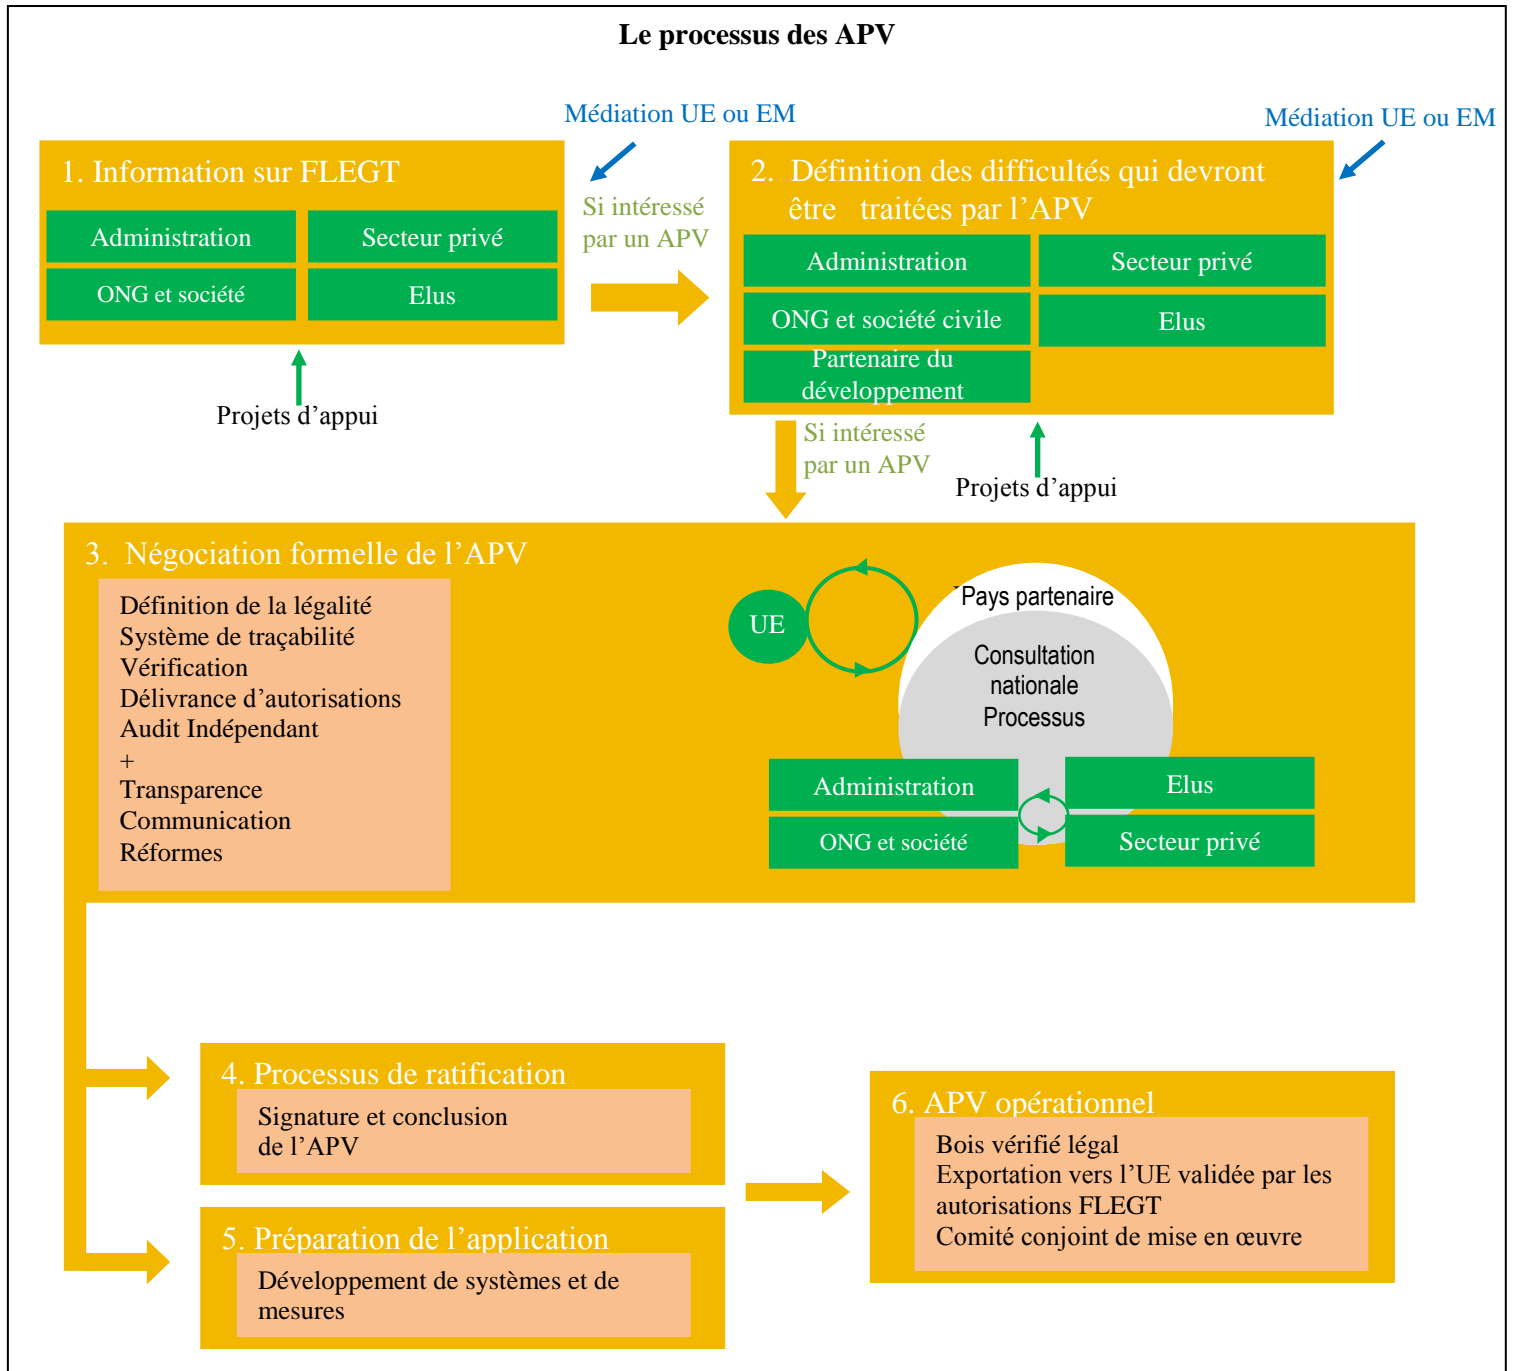 Le processus des APV
Médiation UE ou EM
Médiation UE ou EM
1. Information sur FLEGT
Administration
Secteur privé
ONG et société
Elus
Projets d’appui
Si intéressé
par un APV
2. Définition des difficultés qui devront
être traitées par l’APV
Administration
Secteur privé
ONG et société civile
Elus
Partenaire du
développement
Projets d’appui
Si intéressé
par un APV
3. Négociation formelle de l’APV
Définition de la légalité
Système de traçabilité
Vérification
Délivrance d’autorisations
Audit Indépendant
+
Transparence
Communication
Réformes
UE
Pays partenaire
Consultation
nationale
Processus
Administration
Elus
ONG et société
Secteur privé
4. Processus de ratification
Signature et conclusion
de l’APV
5. Préparation de l’application
Développement de systèmes et de
mesures
6. APV opérationnel
Bois vérifié légal
Exportation vers l’UE validée par les
autorisations FLEGT
Comité conjoint de mise en œuvre